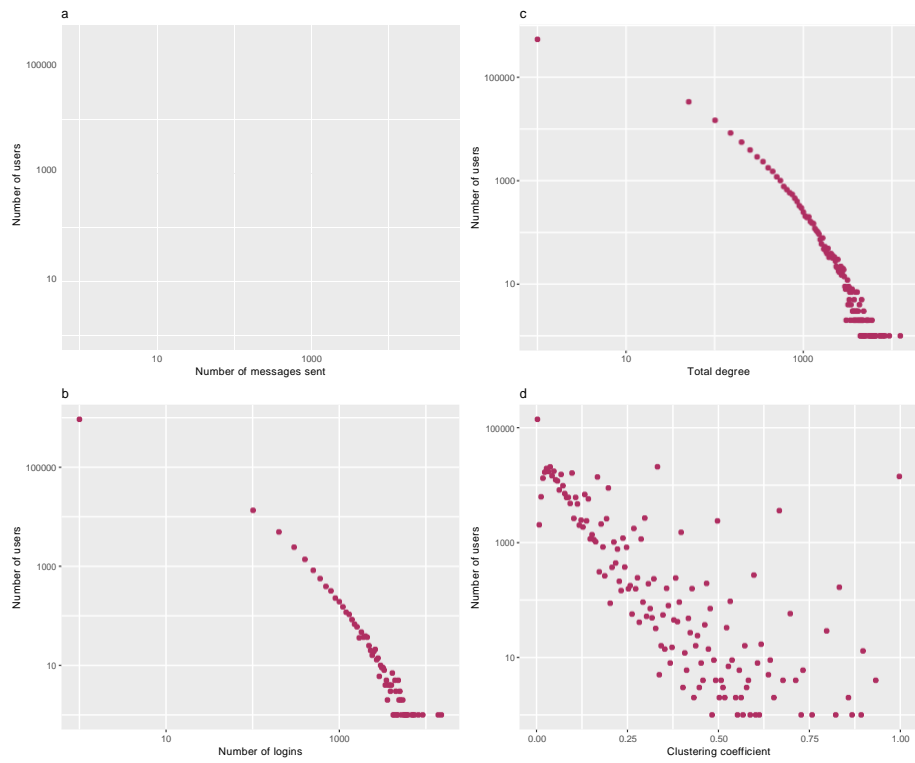 a
Number of users
100000
1000
10
10
1000
Number of messages sent
c
Number of users
100000
1000
10
10
1000
Total degree
b
Number of users
100000
1000
10
10
1000
Number of logins
d
Number of users
100000
1000
10
0.00
0.25
0.50
0.75
1.00
Clustering coefficient